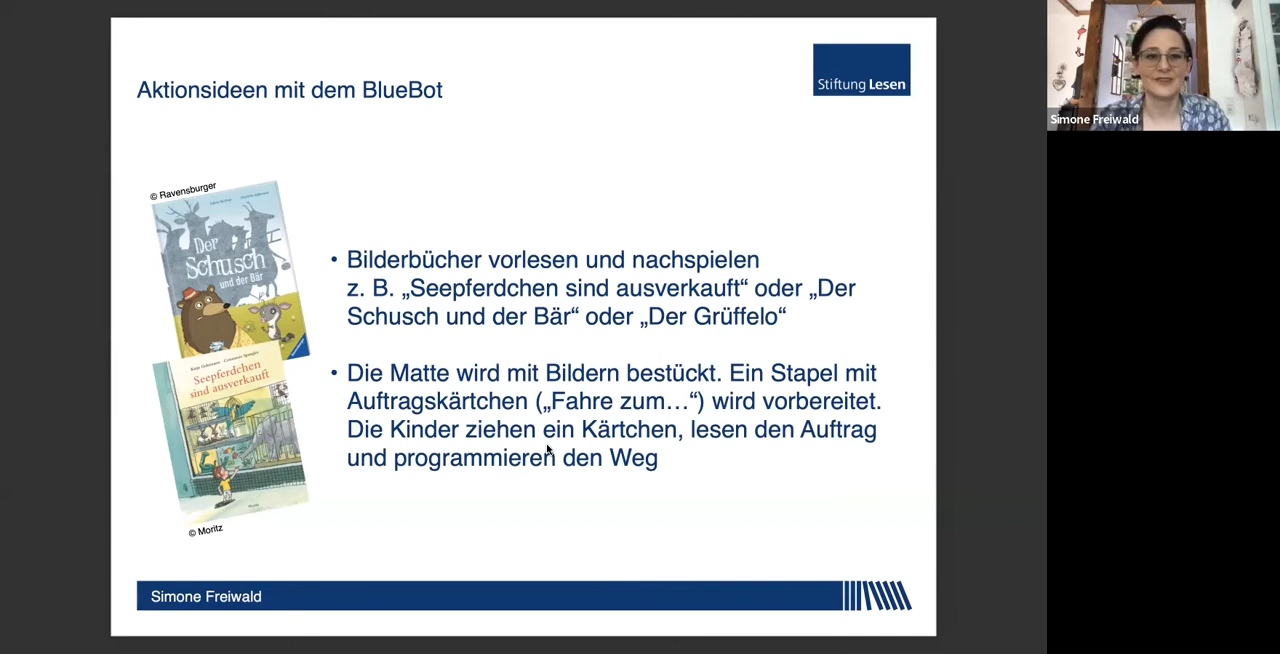 Aktionsideen mit dem BlueBot
Stiftung Lesen
© Ravensburger
Der
Schusch
und der Bär
Seepferdchen
sind ausverkauft
© Moritz
• Bilderbücher vorlesen und nachspielen
z. B. „Seepferdchen sind ausverkauft“ oder „Der
Schusch und der Bär“ oder „Der Grüffelo“
• Die Matte wird mit Bildern bestückt. Ein Stapel mit
Auftragskärtchen („Fahre zum…“) wird vorbereitet.
Die Kinder ziehen ein Kärtchen, lesen den Auftrag
und programmieren den Weg
Simone Freiwald
Simone Freiwald